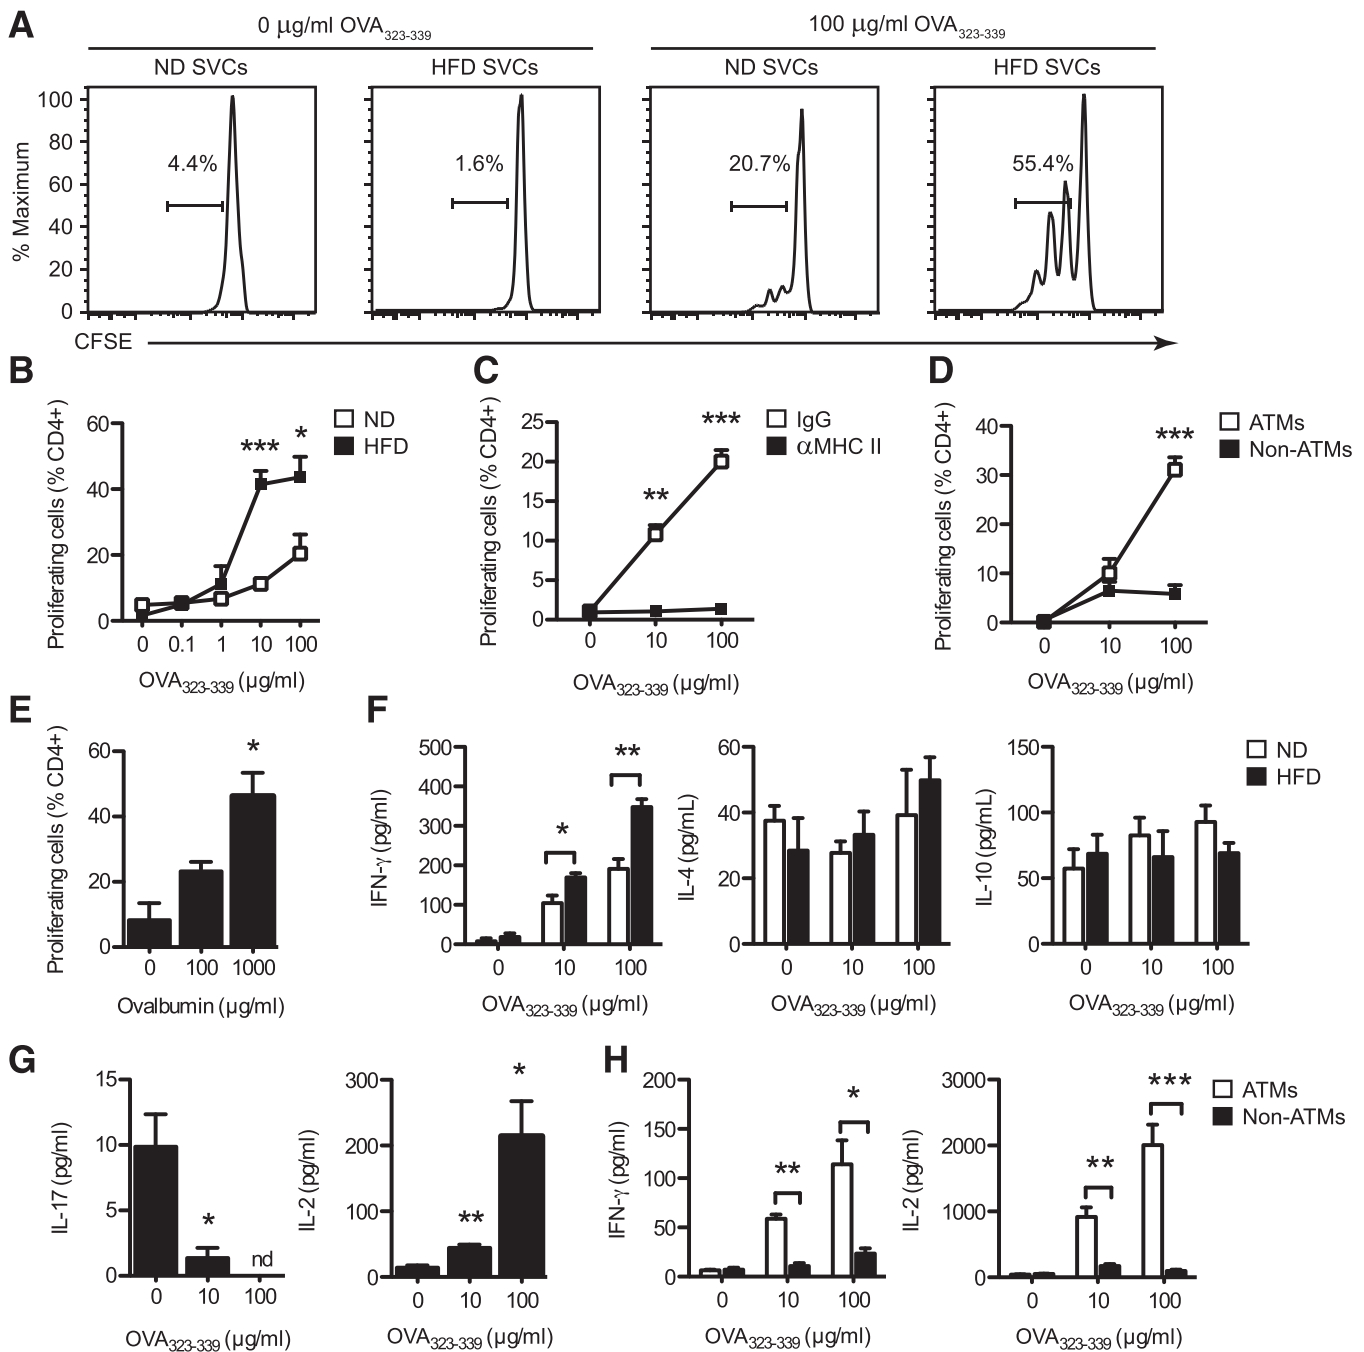 A
0 µg/ml OVA323-339
100 µg/ml OVA323-339
ND SVCs
HFD SVCs
ND SVCs
HFD SVCs
% Maximum
100
80
60
40
20
0
4.4%
1.6%
20.7%
55.4%
CFSE
B
Proliferating cells (% CD4+)
60
40
20
0
*** *
ND
HFD
0 0.1 1 10 100
OVA323-339 (µg/ml)
C
Proliferating cells (% CD4+)
25
20
15
10
5
0
**
***
IgG
αMHC II
0 10 100
OVA323-339 (µg/ml)
D
Proliferating cells (% CD4+)
40
30
20
10
0
***
ATMs
Non-ATMs
0 10 100
OVA323-339 (µg/ml)
E
Proliferating cells (% CD4+)
60
40
20
0
*
0 100 1000
Ovalbumin (µg/ml)
F
IFN-γ (pg/ml)
500
400
300
200
100
0
*
**
0 10 100
OVA323-339 (µg/ml)
IL-4 (pg/mL)
60
40
20
0
0 10 100
OVA323-339 (µg/ml)
IL-10 (pg/mL)
150
100
50
0
0 10 100
OVA323-339 (µg/ml)
ND
HFD
G
IL-17 (pg/ml)
15
10
5
0
*
nd
0 10 100
OVA323-339 (µg/ml)
IL-2 (pg/ml)
300
200
100
0
**
*
0 10 100
OVA323-339 (µg/ml)
H
IFN-γ (pg/ml)
200
150
100
50
0
**
*
0 10 100
OVA323-339 (µg/ml)
IL-2 (pg/ml)
3000
2000
1000
0
**
***
0 10 100
OVA323-339 (µg/ml)
ATMs
Non-ATMs